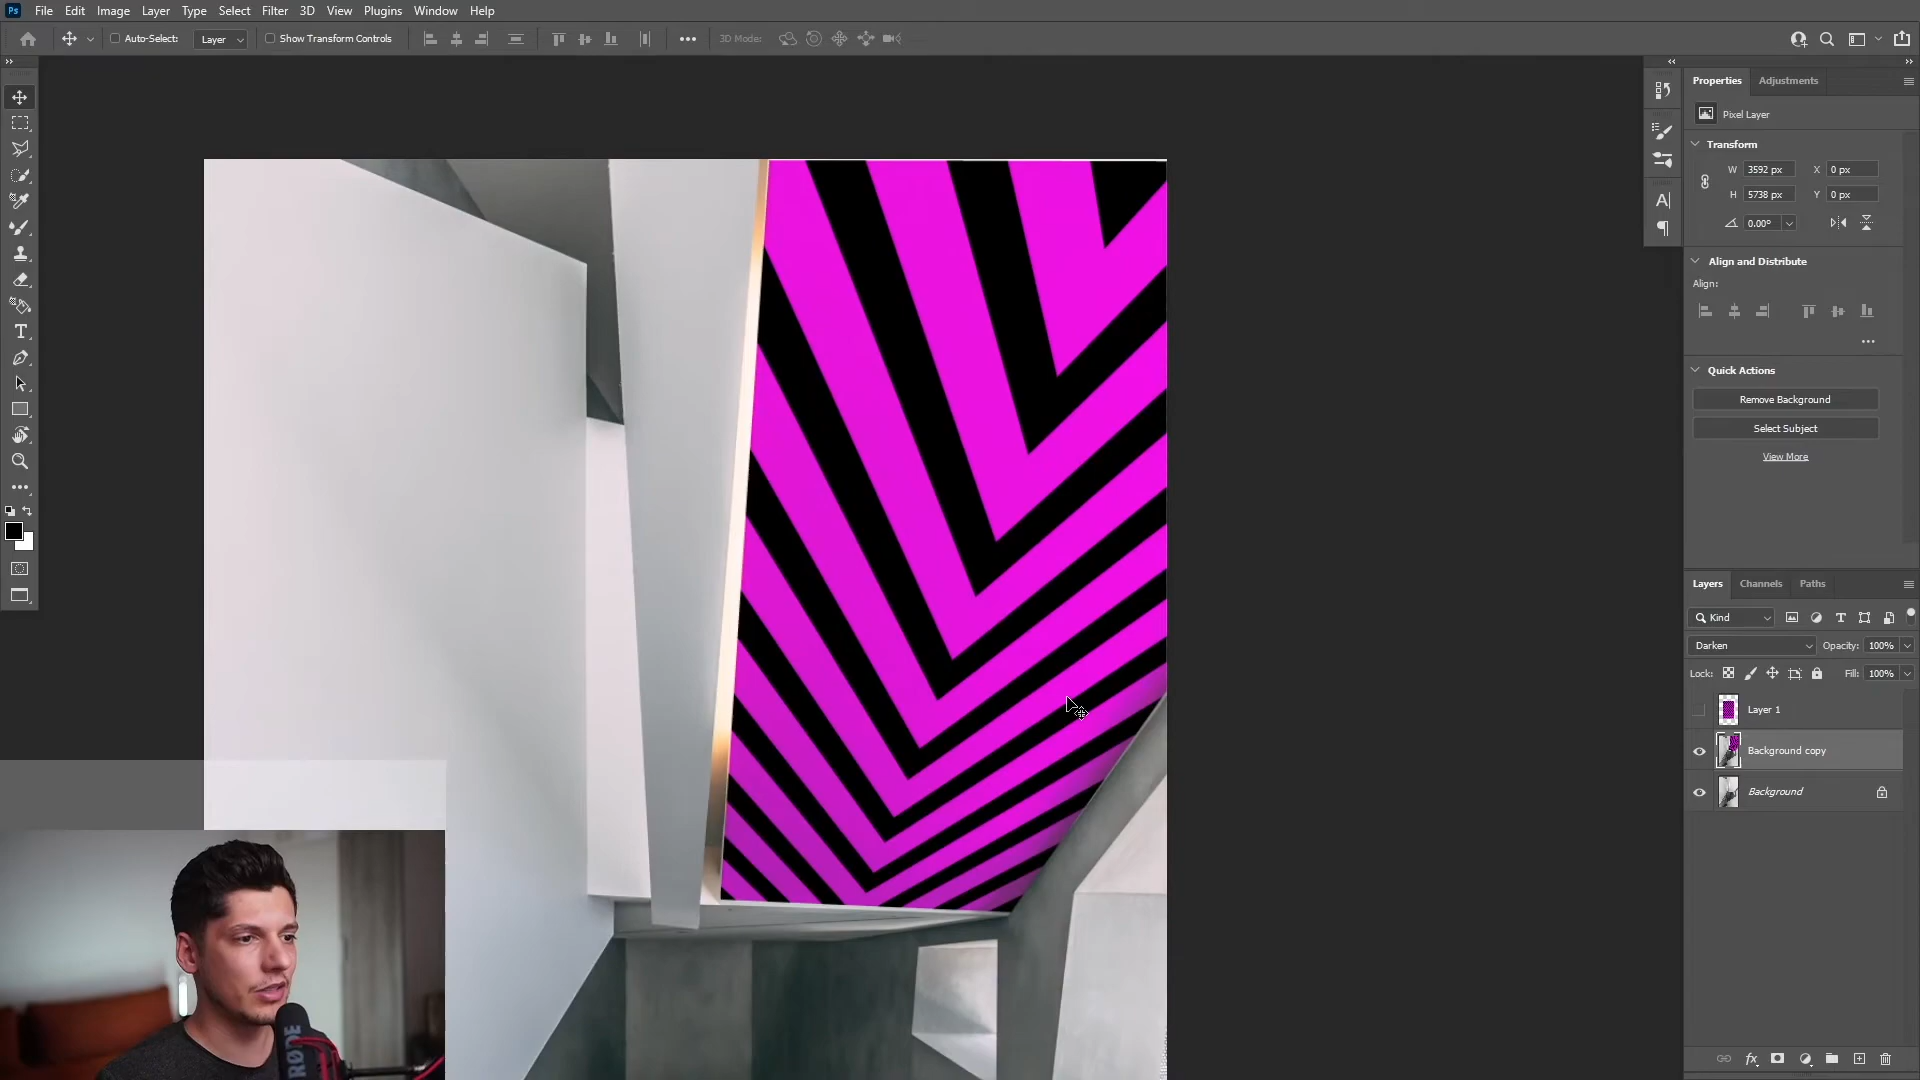 Ps File Edit Image Layer Type Select Filter 3D View Plugins Window Help
Auto-Select: Layer Show Transform Controls 3D Mode:
Properties Adjustments
Pixel Layer
Transform
W 3592 px X 0 px
H 5738 px Y 0 px
0.00°
Align and Distribute
Align:
Quick Actions
Remove Background
Select Subject
View More
Layers Channels Paths
Kind
Darken Opacity: 100%
Lock: Fill: 100%
Layer 1
Background copy
Background
RØDE